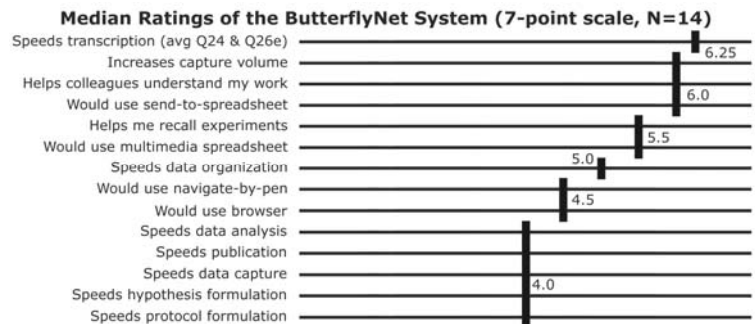 Median Ratings of the ButterflyNet System (7-point scale, N=14)
Speeds transcription (avg Q24 & Q26e)
6.25
Increases capture volume
Helps colleagues understand my work
6.0
Would use send-to-spreadsheet
Helps me recall experiments
5.5
Would use multimedia spreadsheet
5.0
Speeds data organization
Would use navigate-by-pen
4.5
Would use browser
Speeds data analysis
Speeds publication
Speeds data capture
4.0
Speeds hypothesis formulation
Speeds protocol formulation